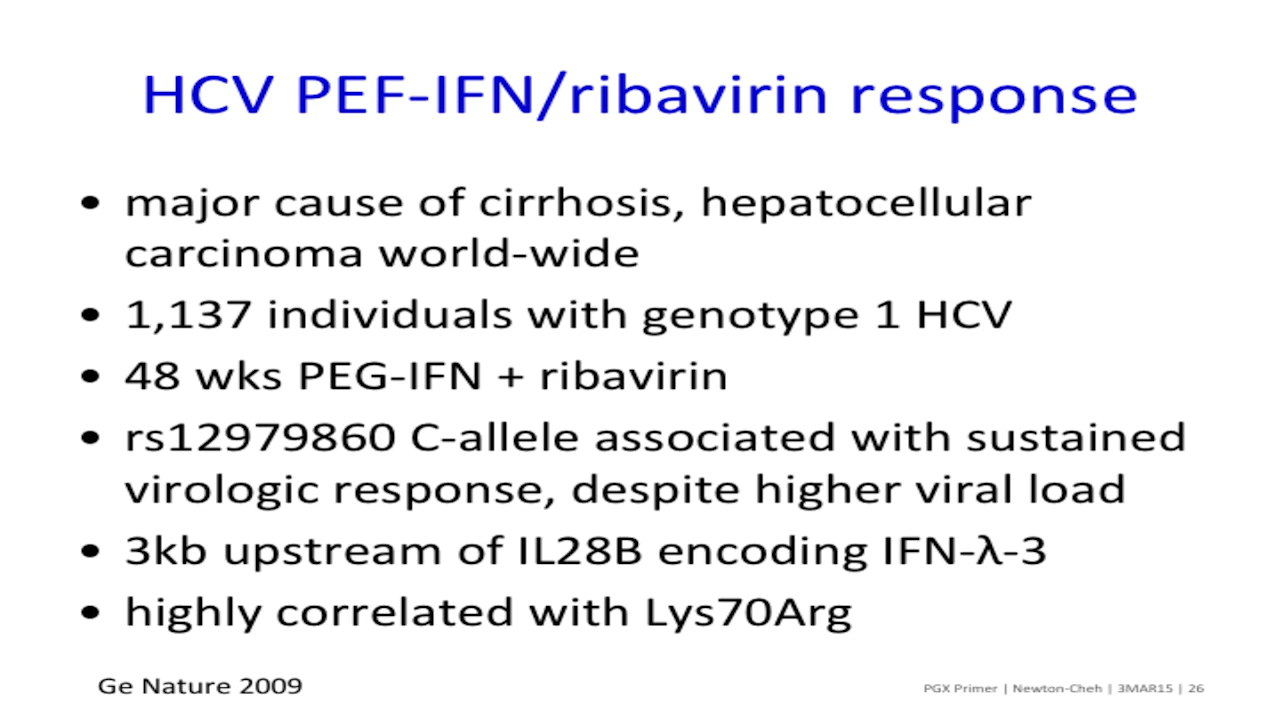 HCV PEF-IFN/ribavirin response
• major cause of cirrhosis, hepatocellular
carcinoma world-wide
• 1,137 individuals with genotype 1 HCV
• 48 wks PEG-IFN + ribavirin
• rs12979860 C-allele associated with sustained
virologic response, despite higher viral load
• 3kb upstream of IL28B encoding IFN-λ-3
• highly correlated with Lys70Arg
Ge Nature 2009
PGX Primer | Newton-Cheh | 3MAR15 | 26